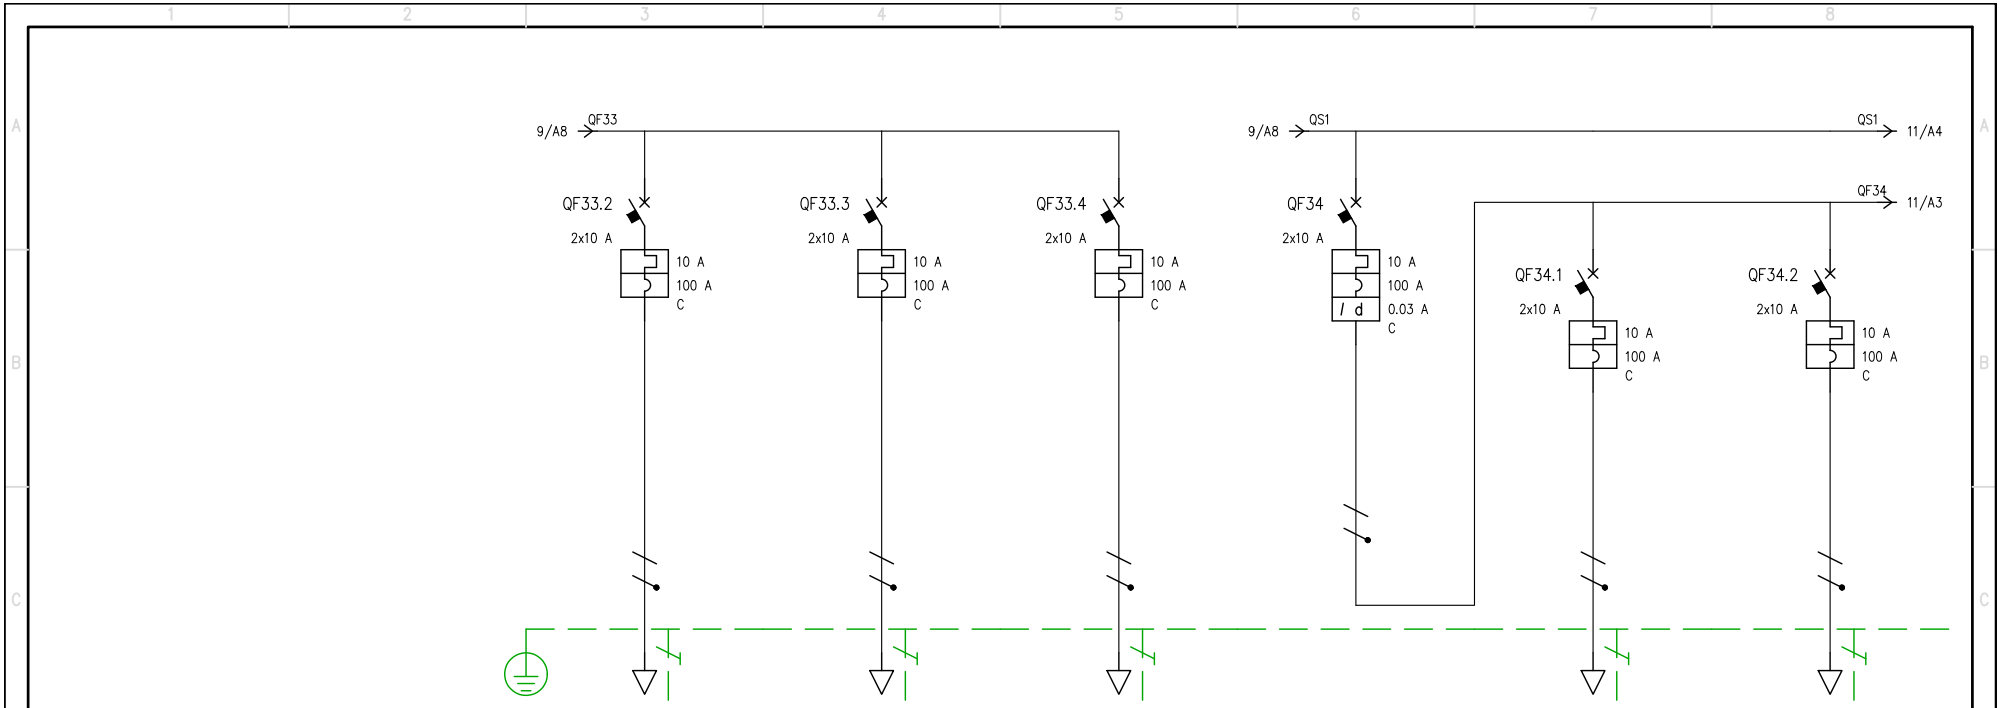 1 2 3 4 5 6 7 8
A A
9/A8 QF33
9/A8 QS1 QS1 11/A4
QF34 11/A3
QF33.2
2x10 A
10 A
100 A
C
QF33.3
2x10 A
10 A
100 A
C
QF33.4
2x10 A
10 A
100 A
C
QF34
2x10 A
10 A
100 A
I d 0.03 A
C
QF34.1
2x10 A
10 A
100 A
C
QF34.2
2x10 A
10 A
100 A
C
B B
C C